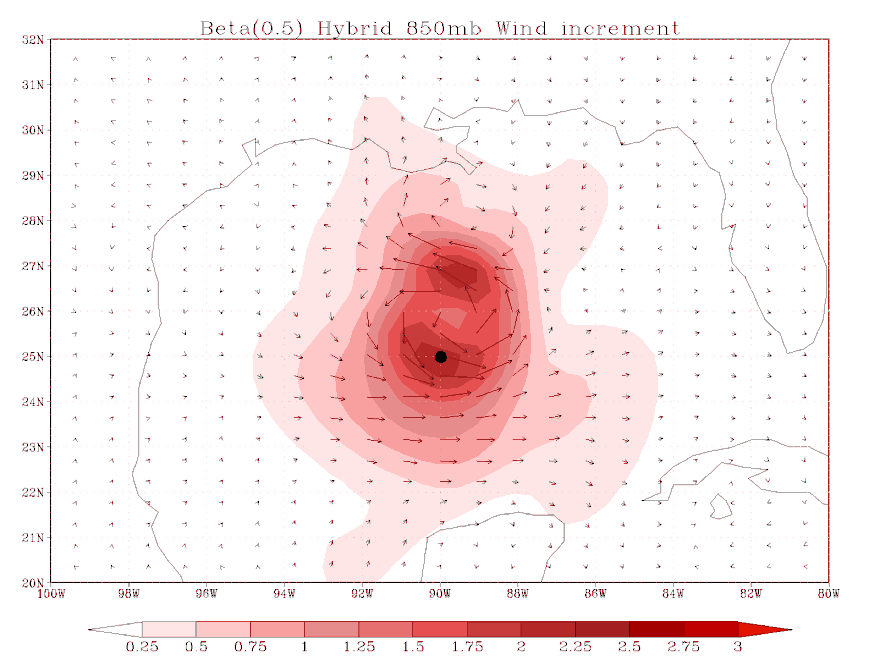 Beta(0.5) Hybrid 850mb Wind increment
32N
31N
30N
29N
28N
27N
26N
25N
24N
23N
22N
21N
20N
100W 98W 96W 94W 92W 90W 88W 86W 84W 82W 80W
0.25 0.5 0.75 1 1.25 1.5 1.75 2 2.25 2.5 2.75 3